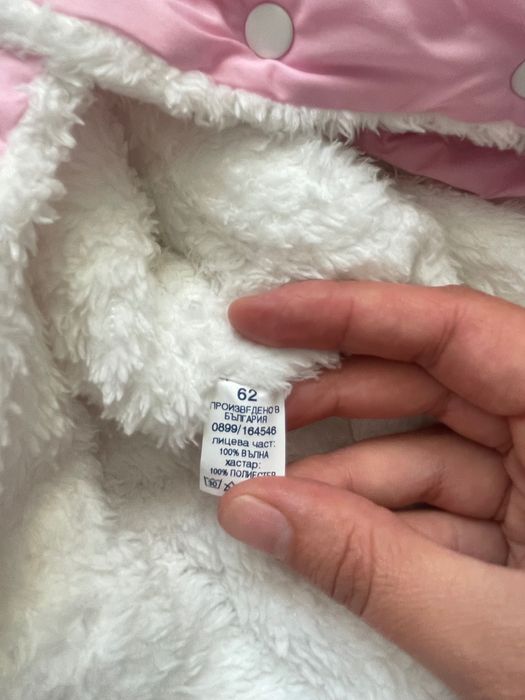 62
ПРОИЗВЕДЕНО В
БЪЛГАРИЯ
0899/164546
лицева част:
100% ВЪЛНА
хастар:
100% ПОЛИЕСТЕР